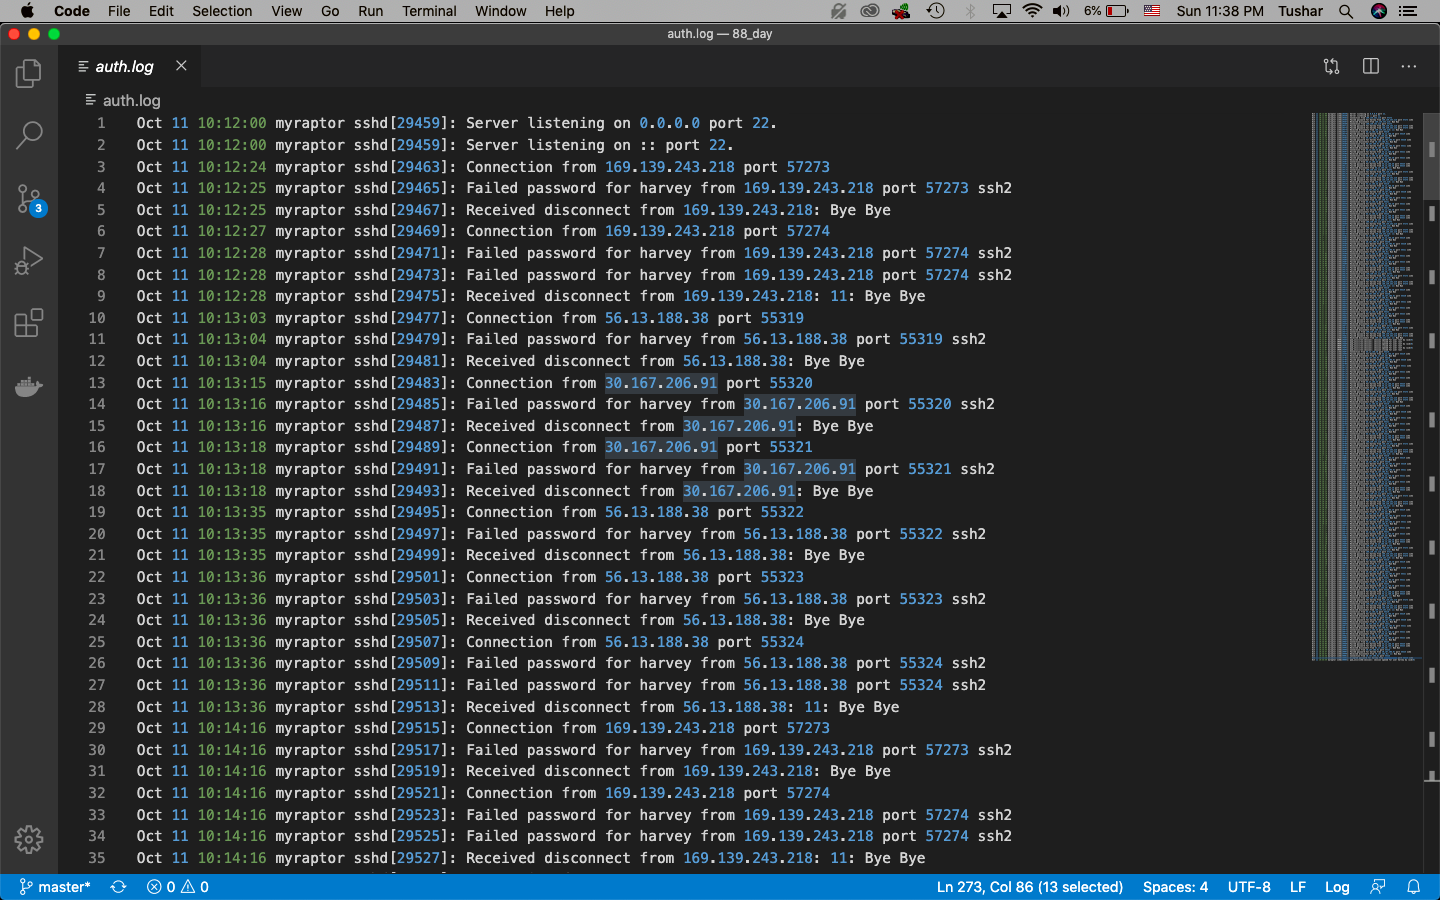 Code File Edit Selection View Go Run Terminal Window Help 6% Sun 11:38 PM Tushar
auth.log — 88_day
auth.log
auth.log
1 Oct 11 10:12:00 myraptor sshd[29459]: Server listening on 0.0.0.0 port 22.
2 Oct 11 10:12:00 myraptor sshd[29459]: Server listening on :: port 22.
3 Oct 11 10:12:24 myraptor sshd[29463]: Connection from 169.139.243.218 port 57273
4 Oct 11 10:12:25 myraptor sshd[29465]: Failed password for harvey from 169.139.243.218 port 57273 ssh2
5 Oct 11 10:12:25 myraptor sshd[29467]: Received disconnect from 169.139.243.218: Bye Bye
6 Oct 11 10:12:27 myraptor sshd[29469]: Connection from 169.139.243.218 port 57274
7 Oct 11 10:12:28 myraptor sshd[29471]: Failed password for harvey from 169.139.243.218 port 57274 ssh2
8 Oct 11 10:12:28 myraptor sshd[29473]: Failed password for harvey from 169.139.243.218 port 57274 ssh2
9 Oct 11 10:12:28 myraptor sshd[29475]: Received disconnect from 169.139.243.218: 11: Bye Bye
10 Oct 11 10:13:03 myraptor sshd[29477]: Connection from 56.13.188.38 port 55319
11 Oct 11 10:13:04 myraptor sshd[29479]: Failed password for harvey from 56.13.188.38 port 55319 ssh2
12 Oct 11 10:13:04 myraptor sshd[29481]: Received disconnect from 56.13.188.38: Bye Bye
13 Oct 11 10:13:15 myraptor sshd[29483]: Connection from 30.167.206.91 port 55320
14 Oct 11 10:13:16 myraptor sshd[29485]: Failed password for harvey from 30.167.206.91 port 55320 ssh2
15 Oct 11 10:13:16 myraptor sshd[29487]: Received disconnect from 30.167.206.91: Bye Bye
16 Oct 11 10:13:18 myraptor sshd[29489]: Connection from 30.167.206.91 port 55321
17 Oct 11 10:13:18 myraptor sshd[29491]: Failed password for harvey from 30.167.206.91 port 55321 ssh2
18 Oct 11 10:13:18 myraptor sshd[29493]: Received disconnect from 30.167.206.91: Bye Bye
19 Oct 11 10:13:35 myraptor sshd[29495]: Connection from 56.13.188.38 port 55322
20 Oct 11 10:13:35 myraptor sshd[29497]: Failed password for harvey from 56.13.188.38 port 55322 ssh2
21 Oct 11 10:13:35 myraptor sshd[29499]: Received disconnect from 56.13.188.38: Bye Bye
22 Oct 11 10:13:36 myraptor sshd[29501]: Connection from 56.13.188.38 port 55323
23 Oct 11 10:13:36 myraptor sshd[29503]: Failed password for harvey from 56.13.188.38 port 55323 ssh2
24 Oct 11 10:13:36 myraptor sshd[29505]: Received disconnect from 56.13.188.38: Bye Bye
25 Oct 11 10:13:36 myraptor sshd[29507]: Connection from 56.13.188.38 port 55324
26 Oct 11 10:13:36 myraptor sshd[29509]: Failed password for harvey from 56.13.188.38 port 55324 ssh2
27 Oct 11 10:13:36 myraptor sshd[29511]: Failed password for harvey from 56.13.188.38 port 55324 ssh2
28 Oct 11 10:13:36 myraptor sshd[29513]: Received disconnect from 56.13.188.38: 11: Bye Bye
29 Oct 11 10:14:16 myraptor sshd[29515]: Connection from 169.139.243.218 port 57273
30 Oct 11 10:14:16 myraptor sshd[29517]: Failed password for harvey from 169.139.243.218 port 57273 ssh2
31 Oct 11 10:14:16 myraptor sshd[29519]: Received disconnect from 169.139.243.218: Bye Bye
32 Oct 11 10:14:16 myraptor sshd[29521]: Connection from 169.139.243.218 port 57274
33 Oct 11 10:14:16 myraptor sshd[29523]: Failed password for harvey from 169.139.243.218 port 57274 ssh2
34 Oct 11 10:14:16 myraptor sshd[29525]: Failed password for harvey from 169.139.243.218 port 57274 ssh2
35 Oct 11 10:14:16 myraptor sshd[29527]: Received disconnect from 169.139.243.218: 11: Bye Bye
3
master* 0 0 Ln 273, Col 86 (13 selected) Spaces: 4 UTF-8 LF Log